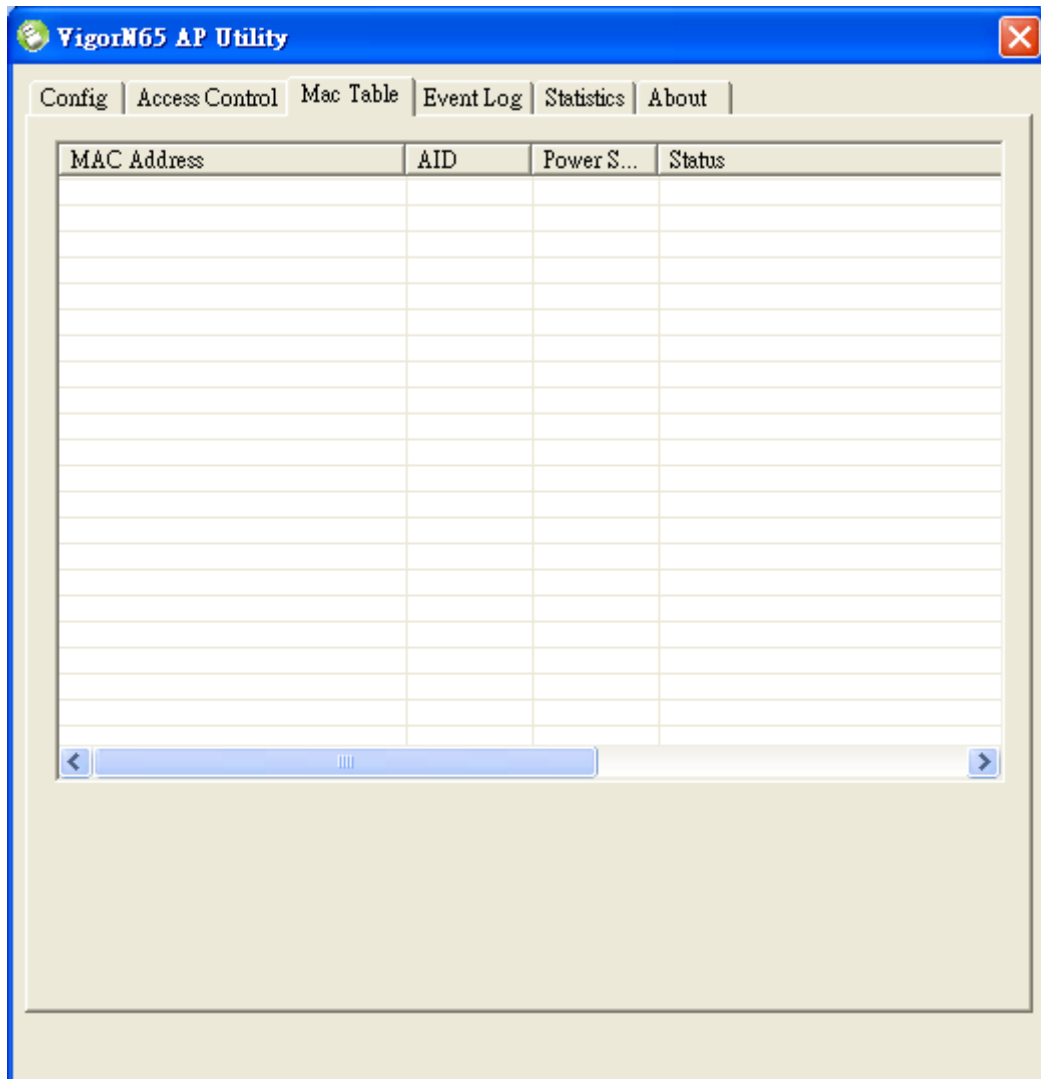 VigorN65 AP Utility
Config Access Control Mac Table Event Log Statistics About
MAC Address AID Power S... Status